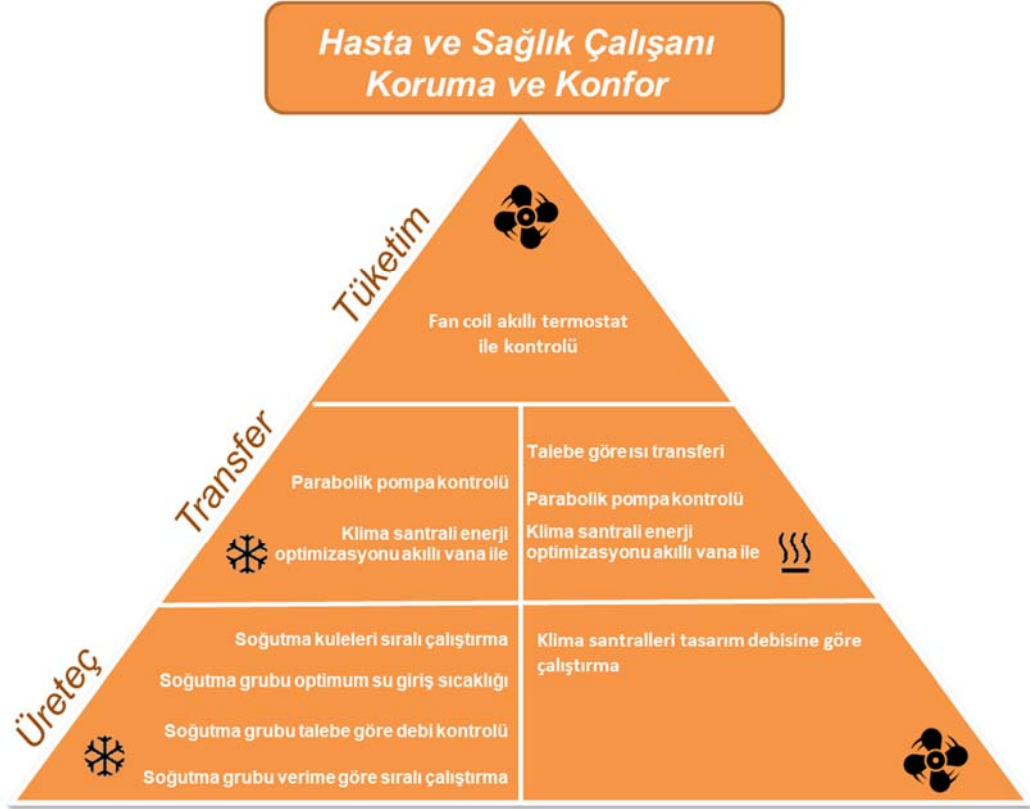 Hasta ve Sağlık Çalışanı
Koruma ve Konfor
Tüketim
Fan coil akıllı termostat
ile kontrolü
Transfer
Parabolik pompa kontrolü
Klima santrali enerji
optimizasyonu akıllı vana ile
Talebe göre ısı transferi
Parabolik pompa kontrolü
Klima santrali enerji
optimizasyonu akıllı vana ile
Üreteç
Soğutma kuleleri sıralı çalıştırma
Soğutma grubu optimum su giriş sıcaklığı
Soğutma grubu talebe göre debi kontrolü
Soğutma grubu verime göre sıralı çalıştırma
Klima santralleri tasarım debisine göre
çalıştırma